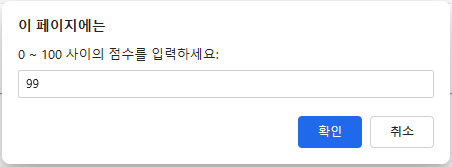 이 페이지에는
0 ~ 100 사이의 점수를 입력하세요:
99
확인 취소